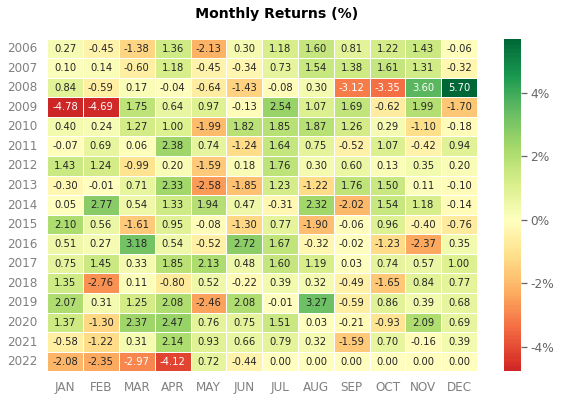 Monthly Returns (%)
2006 0.27 -0.45 -1.38 1.36 -2.13 0.30 1.18 1.60 0.81 1.22 1.43 -0.06
2007 0.10 0.14 -0.60 1.18 -0.45 -0.34 0.73 1.54 1.38 1.61 1.31 -0.32
2008 0.84 -0.59 0.17 -0.04 -0.64 -1.43 -0.08 0.30 -3.12 -3.35 3.60 5.70
2009 -4.78 -4.69 1.75 0.64 0.97 -0.13 2.54 1.07 1.69 -0.62 1.99 -1.70
2010 0.40 0.24 1.27 1.00 -1.99 1.82 1.85 1.87 1.26 0.29 -1.10 -0.18
2011 -0.07 0.69 0.06 2.38 0.74 -1.24 1.64 0.75 -0.52 1.07 -0.42 0.94
2012 1.43 1.24 -0.99 0.20 -1.59 0.18 1.76 0.30 0.60 0.13 0.35 0.20
2013 -0.30 -0.01 0.71 2.33 -2.58 -1.85 1.23 -1.22 1.76 1.50 0.11 -0.10
2014 0.05 2.77 0.54 1.33 1.94 0.47 -0.31 2.32 -2.02 1.54 1.18 -0.14
2015 2.10 0.56 -1.61 0.95 -0.08 -1.30 0.77 -1.90 -0.06 0.96 -0.40 -0.76
2016 0.51 0.27 3.18 0.54 -0.52 2.72 1.67 -0.32 -0.02 -1.23 -2.37 0.35
2017 0.75 1.45 0.33 1.85 2.13 0.48 1.60 1.19 0.03 0.74 0.57 1.00
2018 1.35 -2.76 0.11 -0.80 0.52 -0.22 0.39 0.32 -0.49 -1.65 0.84 0.77
2019 2.07 0.31 1.25 2.08 -2.46 2.08 -0.01 3.27 -0.59 0.86 0.39 0.68
2020 1.37 -1.30 2.37 2.47 0.76 0.75 1.51 0.03 -0.21 -0.93 2.09 0.69
2021 -0.58 -1.22 0.31 2.14 0.93 0.66 0.79 0.32 -1.59 0.70 -0.16 0.39
2022 -2.08 -2.35 -2.97 -4.12 0.72 -0.44 0.00 0.00 0.00 0.00 0.00 0.00
JAN FEB MAR APR MAY JUN JUL AUG SEP OCT NOV DEC
4%
2%
0%
-2%
-4%